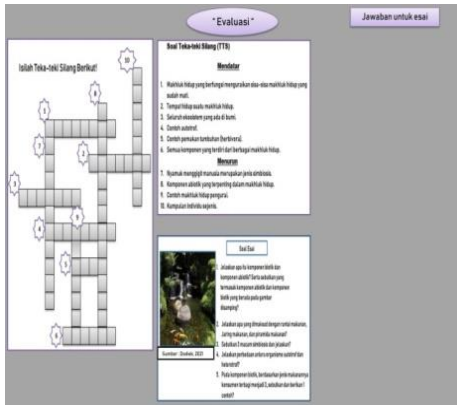 "Evaluasi"
Jawaban untuk esai
Isilah Teka-teki Silang Berikut!
10
8
1
7
2
3
9
4
5
6
Soal Teka-teki Silang (TTS)
Mendatar
1. Makhluk hidup yang berfungsi menguraikan sisa-sisa makhluk hidup yang
sudah mati.
2. Tempat hidup suatu makhluk hidup.
3. Seluruh ekosistem yang ada di bumi.
4. Contoh autotrof.
5. Contoh pemakan tumbuhan (herbivora).
6. Semua komponen yang terdiri dari berbagai makhluk hidup.
Menurun
7. Nyamuk menggigit manusia merupakan jenis simbiosis.
8. Komponen abiotik yang terpenting dalam makhluk hidup.
9. Contoh makhluk hidup pengurai.
10. Kumpulan individu sejenis.
Soal Esai
1. Jelaskan apa itu komponen biotik dan
komponen abiotik? Serta sebutkan yang
termasuk komponen abiotik dan komponen
biotik yang berada pada gambar
disamping?
2. Jelaskan apa yang dimaksud dengan rantai makanan,
jaring makanan, dan piramida makanan?
3. Sebutkan 3 macam simbiosis dan jelaskan?
4. Jelaskan perbedaan antara organisme autotrof dan
heterotrof?
5. Pada komponen biotik, berdasarkan jenis makanannya
konsumen terbagi menjadi 3, sebutkan dan berikan 1
contoh?
Sumber: 2021